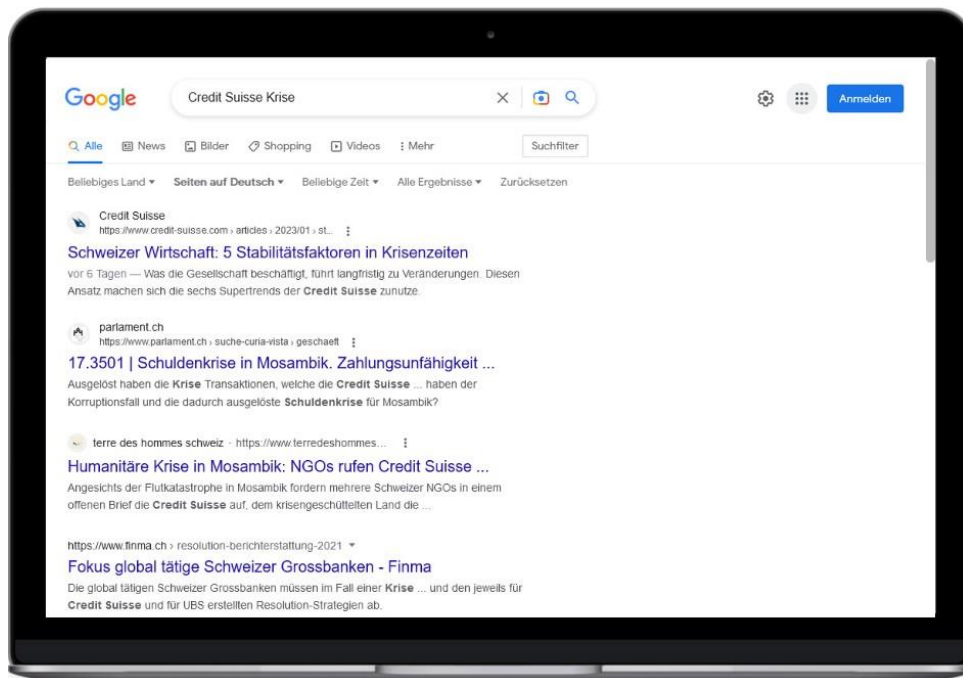 Google
Credit Suisse Krise
Anmelden
Alle News Bilder Shopping Videos Mehr Suchfilter
Beliebiges Land Seiten auf Deutsch Beliebige Zeit Alle Ergebnisse Zurücksetzen
Credit Suisse
https://www.credit-suisse.com › articles › 2023/01 › st...
Schweizer Wirtschaft: 5 Stabilitätsfaktoren in Krisenzeiten
vor 6 Tagen — Was die Gesellschaft beschäftigt, führt langfristig zu Veränderungen. Diesen
Ansatz machen sich die sechs Supertrends der Credit Suisse zunutze.
parlament.ch
https://www.parlament.ch › suche-curia-vista › geschaeft
17.3501 | Schuldenkrise in Mosambik. Zahlungsunfähigkeit ...
Ausgelöst haben die Krise Transaktionen, welche die Credit Suisse ... haben der
Korruptionsfall und die dadurch ausgelöste Schuldenkrise für Mosambik?
terre des hommes schweiz · https://www.terredeshommes...
Humanitäre Krise in Mosambik: NGOs rufen Credit Suisse ...
Angesichts der Flutkatastrophe in Mosambik fordern mehrere Schweizer NGOs in einem
offenen Brief die Credit Suisse auf, dem krisengeschüttelten Land die ...
https://www.finma.ch › resolution-berichterstattung-2021
Fokus global tätige Schweizer Grossbanken - Finma
Die global tätigen Schweizer Grossbanken müssen im Fall einer Krise ... und den jeweils für
Credit Suisse und für UBS erstellten Resolution-Strategien ab.